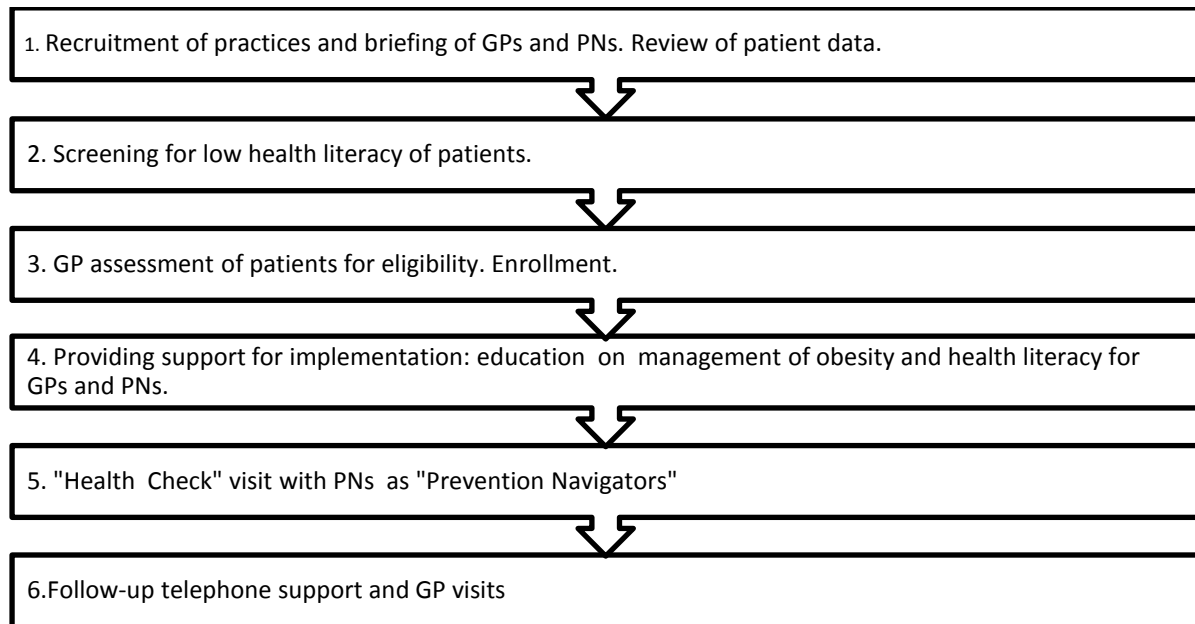 1. Recruitment of practices and briefing of GPs and PNs. Review of patient data.
2. Screening for low health literacy of patients.
3. GP assessment of patients for eligibility. Enrollment.
4. Providing support for implementation: education on management of obesity and health literacy for
GPs and PNs.
5. "Health Check" visit with PNs as "Prevention Navigators"
6.Follow-up telephone support and GP visits